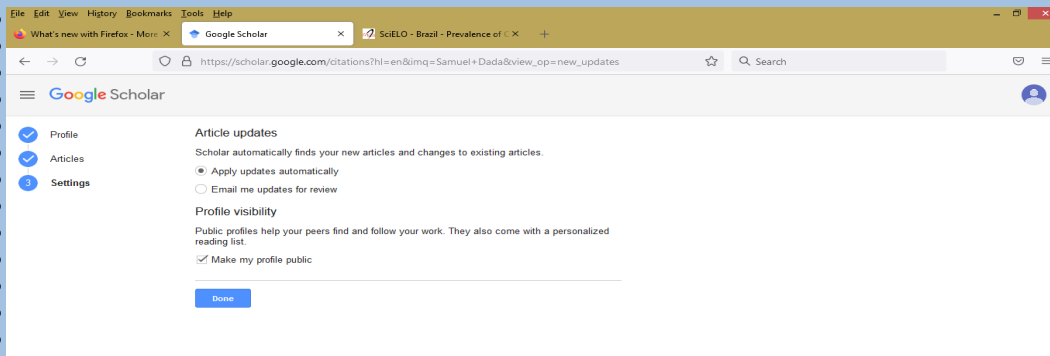 File Edit View History Bookmarks Tools Help
What's new with Firefox - More
Google Scholar
SciELO - Brazil - Prevalence of C
https://scholar.google.com/citations?hl=en&imq=Samuel+Dada&view_op=new_updates
Search
Google Scholar
Profile
Articles
3 Settings
Article updates
Scholar automatically finds your new articles and changes to existing articles.
Apply updates automatically
Email me updates for review
Profile visibility
Public profiles help your peers find and follow your work. They also come with a personalized
reading list.
Make my profile public
Done